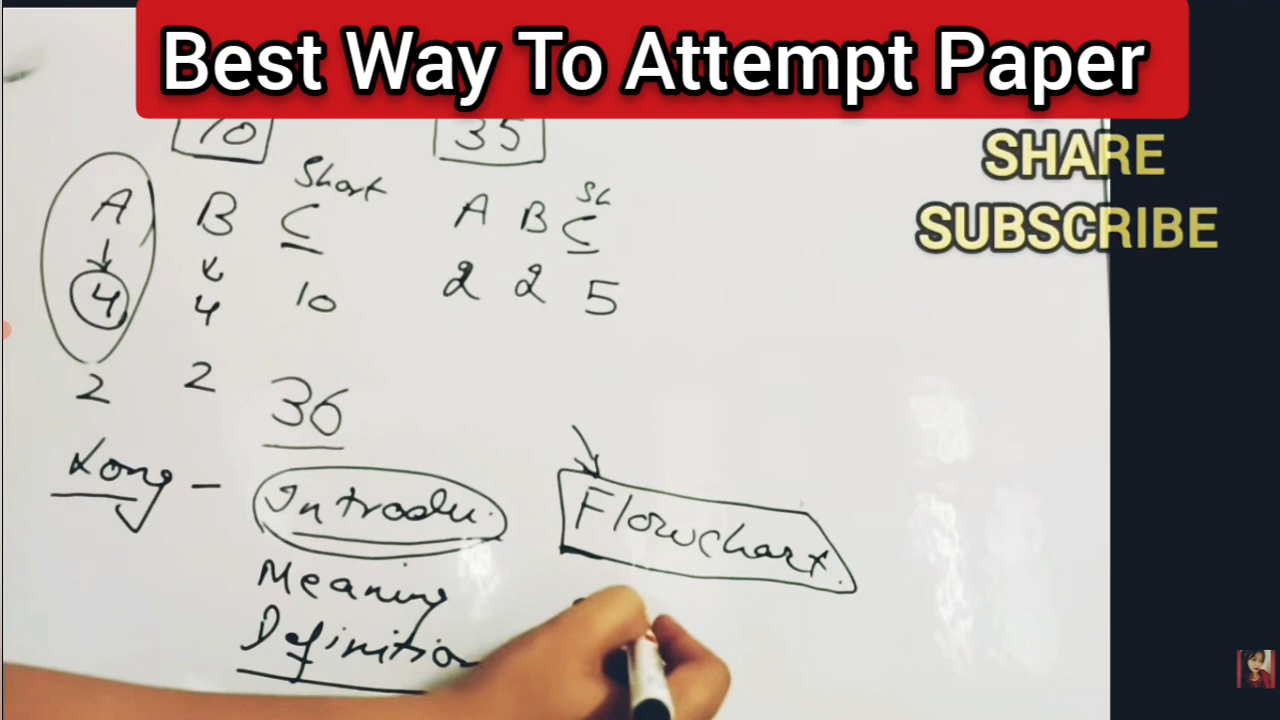 Best Way To Attempt Paper
SHARE
SUBSCRIBE
70 35
Short Sh
A B C A B C
4 4 10 2 2 5
2 2 36
Long - Introdu. Flowchart
Meaning
Definition